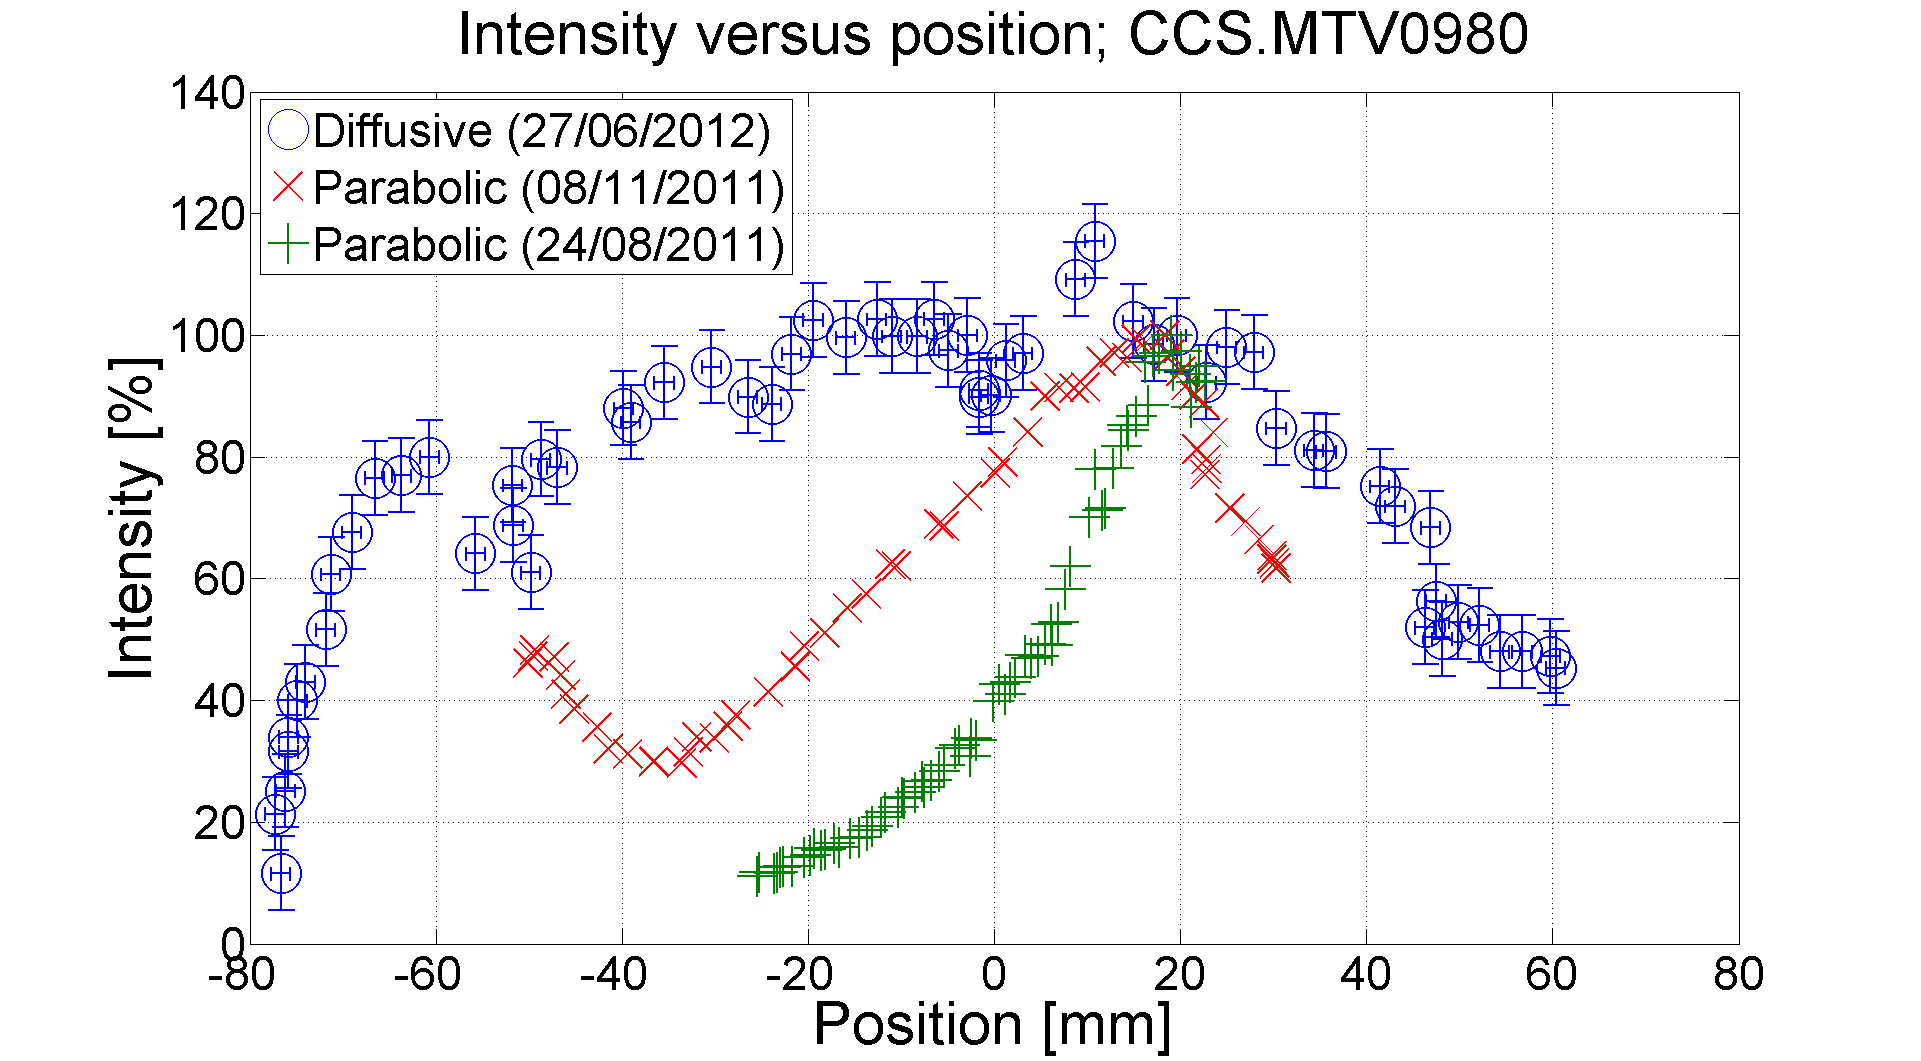 Intensity versus position; CCS.MTV0980
Diffusive (27/06/2012)
Parabolic (08/11/2011)
Parabolic (24/08/2011)
Intensity [%]
140
120
100
80
60
40
20
0
-80 -60 -40 -20 0 20 40 60 80
Position [mm]